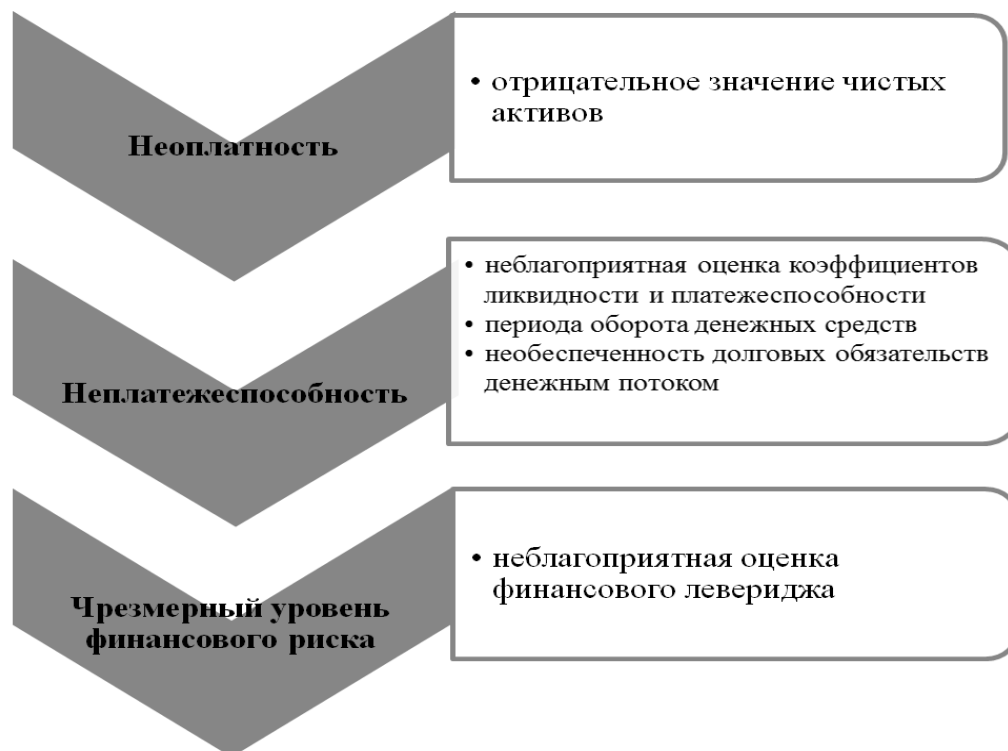 Неоплатность
• отрицательное значение чистых
активов
Неплатежеспособность
• неблагоприятная оценка коэффициентов
ликвидности и платежеспособности
• периода оборота денежных средств
• необеспеченность долговых обязательств
денежным потоком
Чрезмерный уровень
финансового риска
• неблагоприятная оценка
финансового левериджа